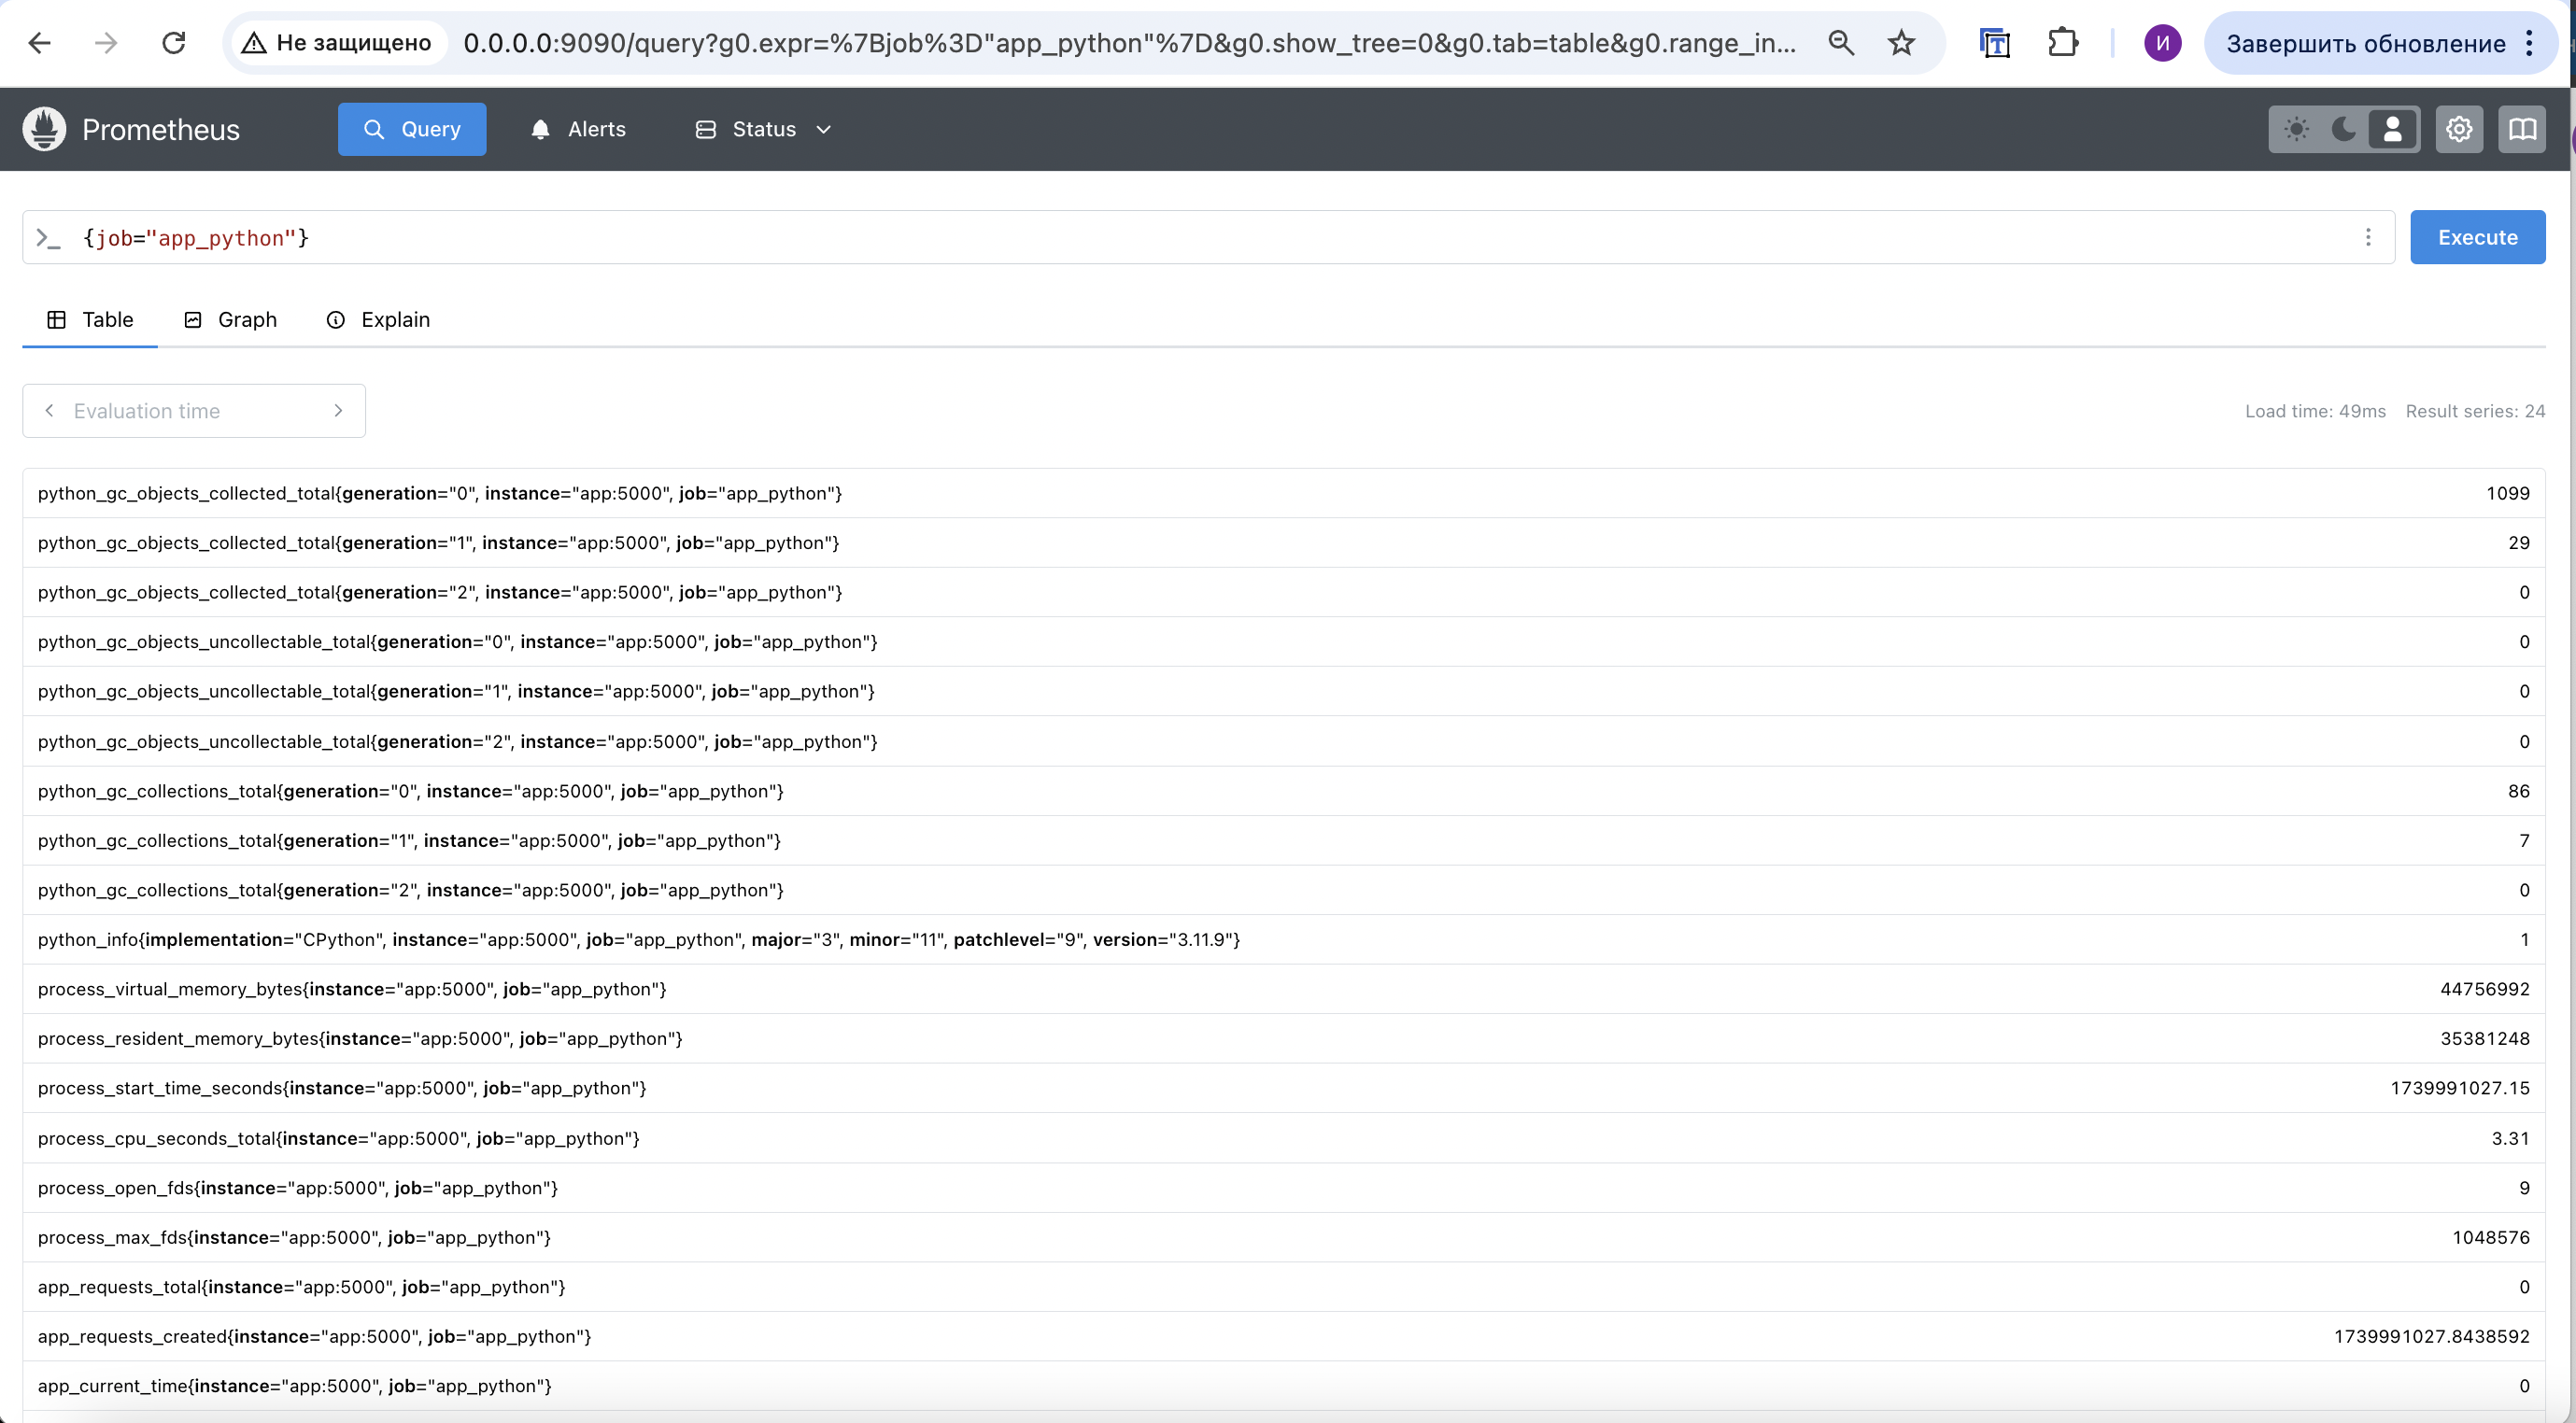 Не защищено 0.0.0.0:9090/query?g0.expr=%7Bjob%3D"app_python"%7D&g0.show_tree=0&g0.tab=table&g0.range_in... И Завершить обновление
Prometheus Query Alerts Status
{job="app_python"} Execute
Table Graph Explain
Evaluation time Load time: 49ms Result series: 24
python_gc_objects_collected_total{generation="0", instance="app:5000", job="app_python"} 1099
python_gc_objects_collected_total{generation="1", instance="app:5000", job="app_python"} 29
python_gc_objects_collected_total{generation="2", instance="app:5000", job="app_python"} 0
python_gc_objects_uncollectable_total{generation="0", instance="app:5000", job="app_python"} 0
python_gc_objects_uncollectable_total{generation="1", instance="app:5000", job="app_python"} 0
python_gc_objects_uncollectable_total{generation="2", instance="app:5000", job="app_python"} 0
python_gc_collections_total{generation="0", instance="app:5000", job="app_python"} 86
python_gc_collections_total{generation="1", instance="app:5000", job="app_python"} 7
python_gc_collections_total{generation="2", instance="app:5000", job="app_python"} 0
python_info{implementation="CPython", instance="app:5000", job="app_python", major="3", minor="11", patchlevel="9", version="3.11.9"} 1
process_virtual_memory_bytes{instance="app:5000", job="app_python"} 44756992
process_resident_memory_bytes{instance="app:5000", job="app_python"} 35381248
process_start_time_seconds{instance="app:5000", job="app_python"} 1739991027.15
process_cpu_seconds_total{instance="app:5000", job="app_python"} 3.31
process_open_fds{instance="app:5000", job="app_python"} 9
process_max_fds{instance="app:5000", job="app_python"} 1048576
app_requests_total{instance="app:5000", job="app_python"} 0
app_requests_created{instance="app:5000", job="app_python"} 1739991027.8438592
app_current_time{instance="app:5000", job="app_python"} 0